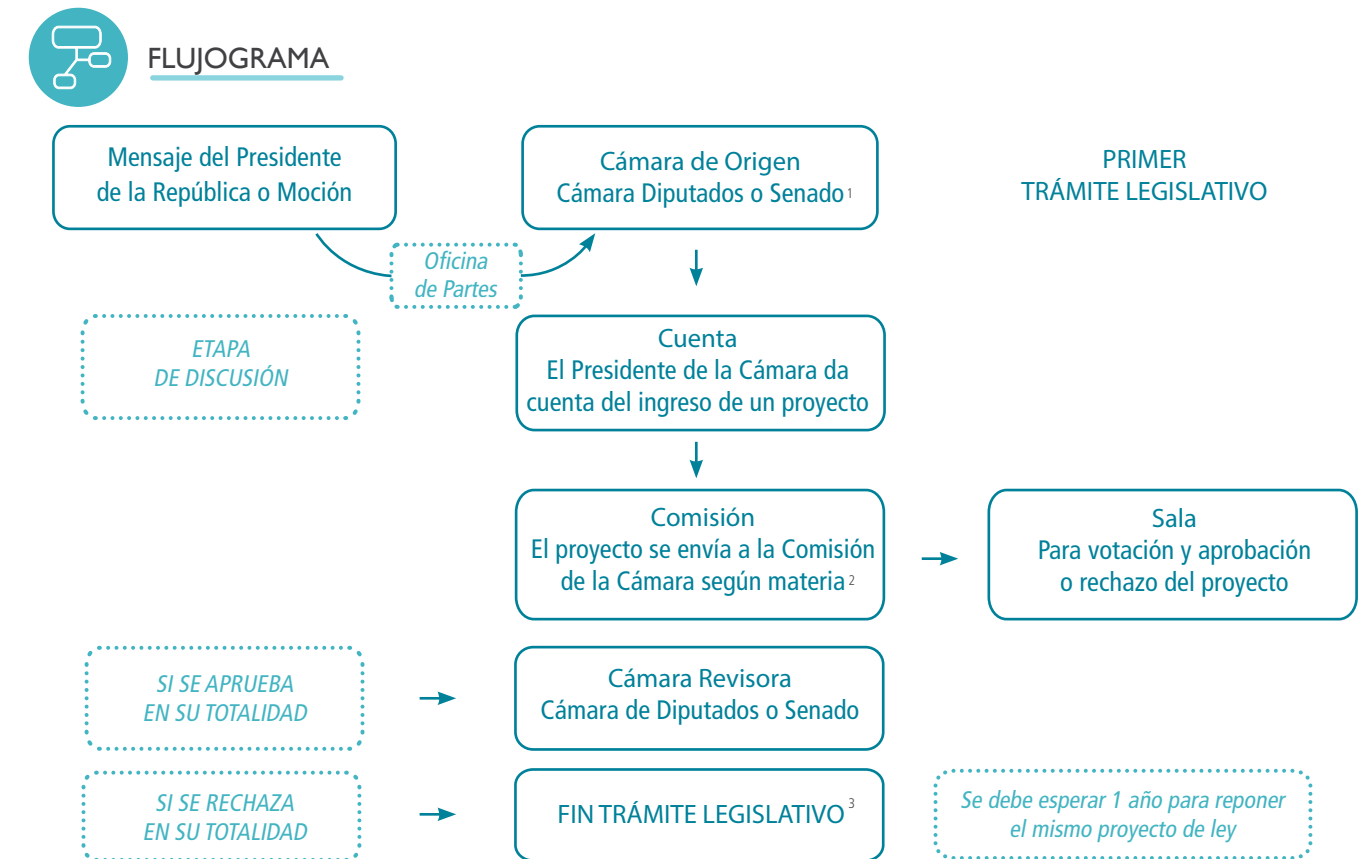 FLUJOGRAMA
Mensaje del Presidente
de la República o Moción
Cámara de Origen
Cámara Diputados o Senado 1
PRIMER
TRÁMITE LEGISLATIVO
Oficina
de Partes
ETAPA
DE DISCUSIÓN
Cuenta
El Presidente de la Cámara da
cuenta del ingreso de un proyecto
Comisión
El proyecto se envía a la Comisión
de la Cámara según materia 2
Sala
Para votación y aprobación
o rechazo del proyecto
SI SE APRUEBA
EN SU TOTALIDAD
Cámara Revisora
Cámara de Diputados o Senado
SI SE RECHAZA
EN SU TOTALIDAD
FIN TRÁMITE LEGISLATIVO 3
Se debe esperar 1 año para reponer
el mismo proyecto de ley